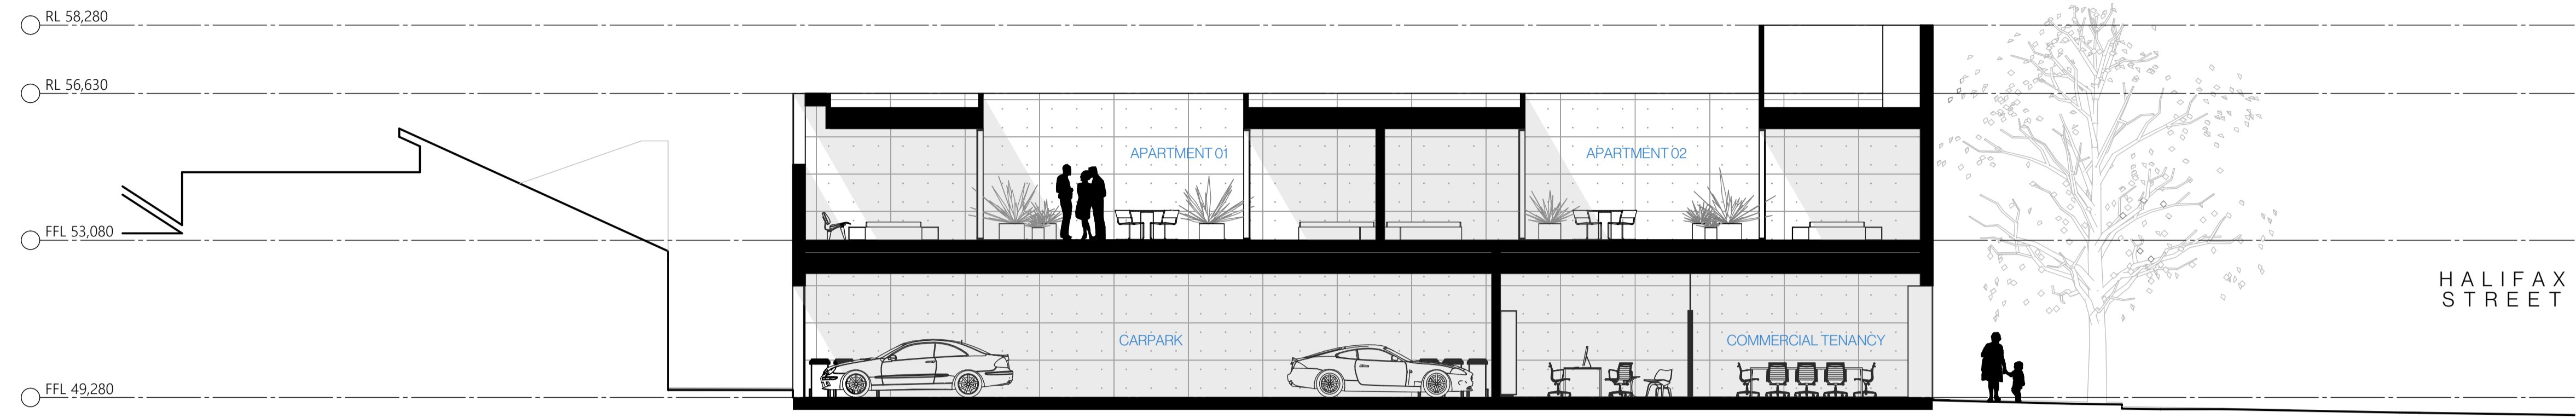 RL 58,280
RL 56,630
APARTMENT 01
APARTMENT 02
FFL 53,080
HALIFAX
STREET
CARPARK
COMMERCIAL TENANCY
FFL 49,280